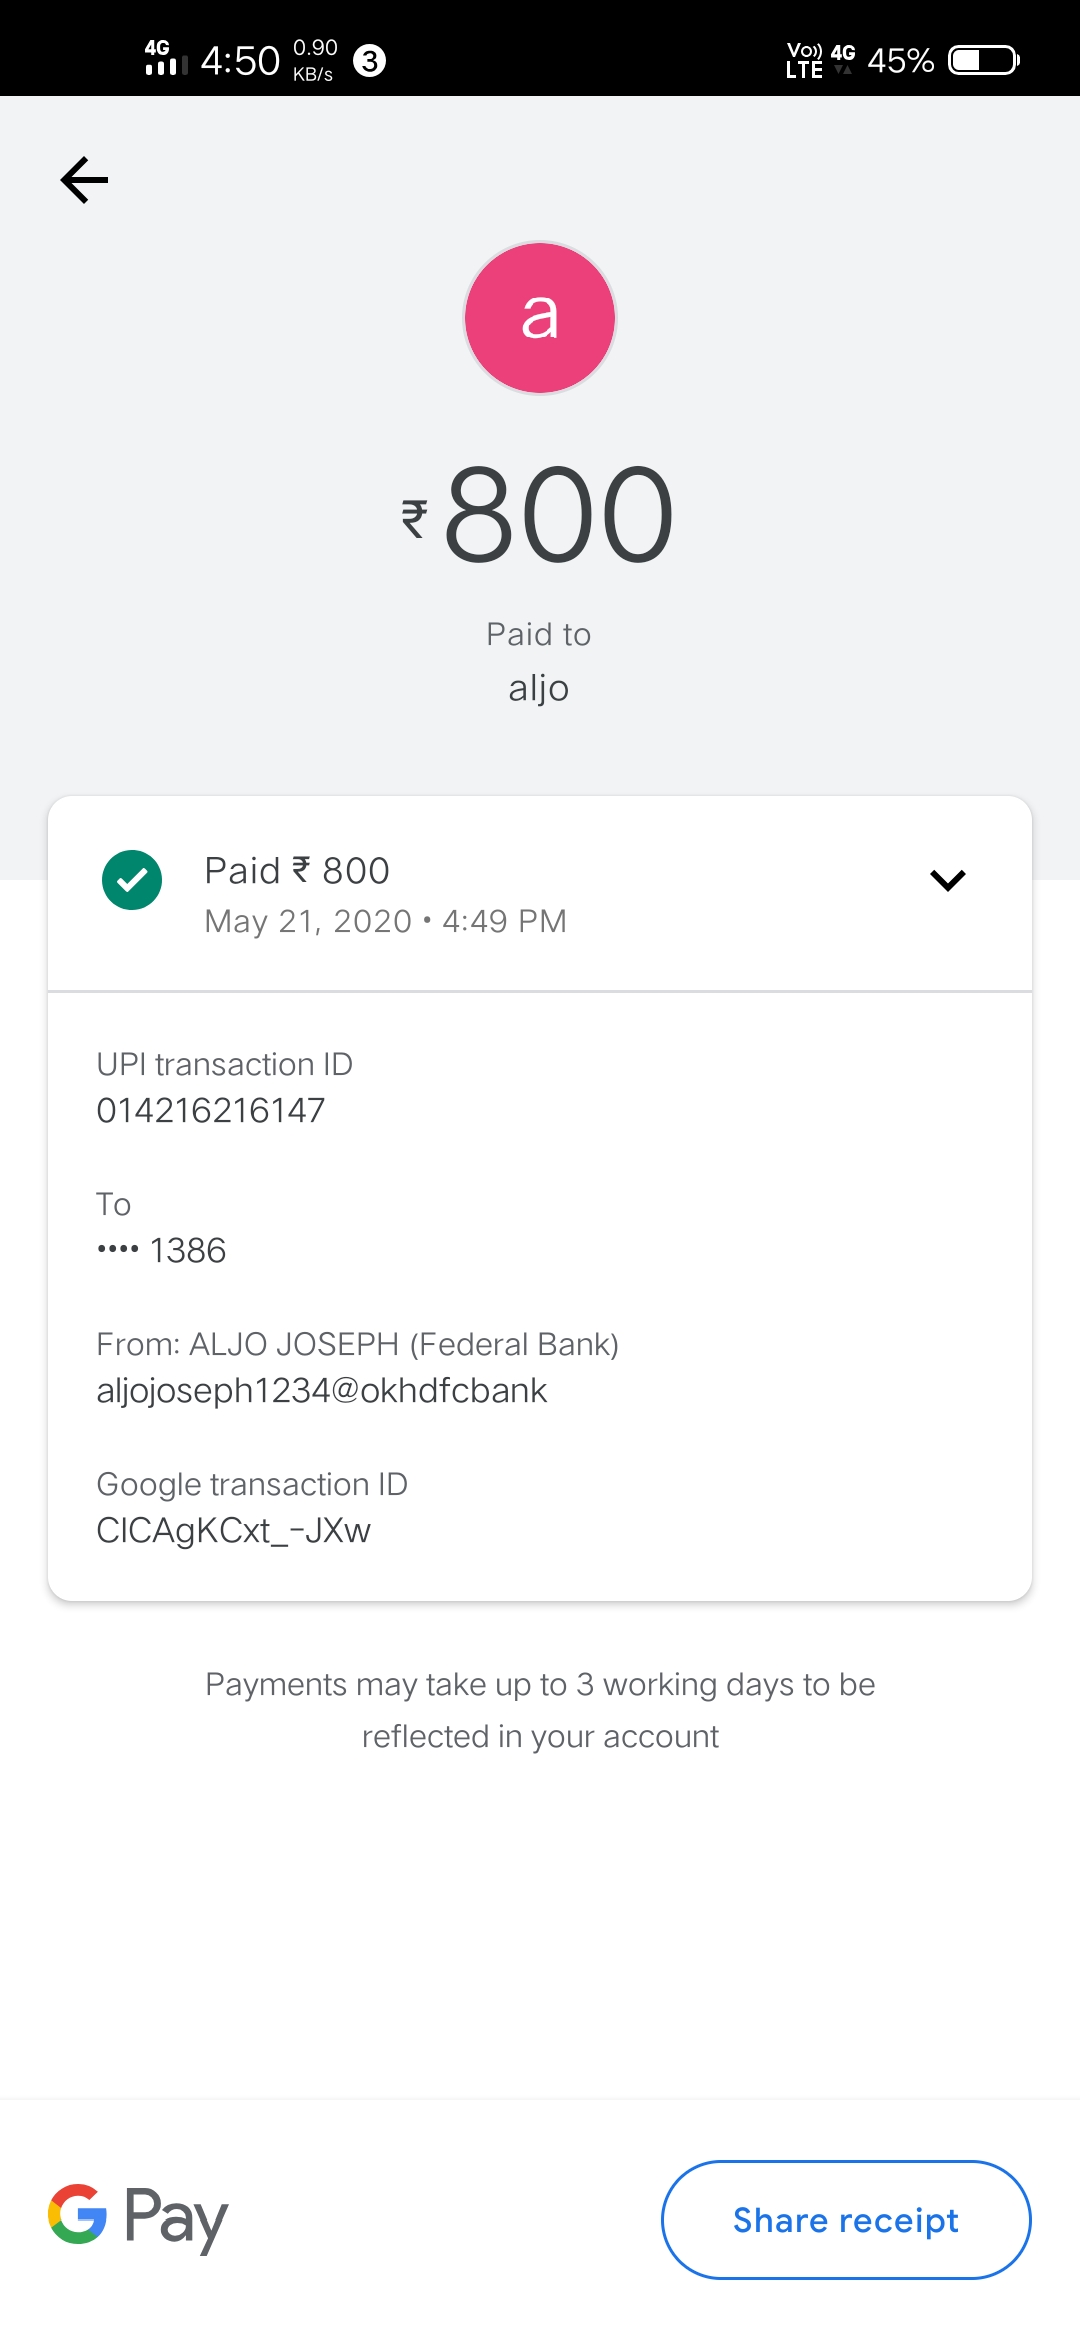 4G 4:50 0.90 KB/s 3 Vo)) LTE 4G 45%
a
₹800
Paid to
aljo
Paid ₹ 800
May 21, 2020 • 4:49 PM
UPI transaction ID
014216216147
To
•••• 1386
From: ALJO JOSEPH (Federal Bank)
aljojoseph1234@okhdfcbank
Google transaction ID
CICAgKCxt_-JXw
Payments may take up to 3 working days to be
reflected in your account
G Pay
Share receipt